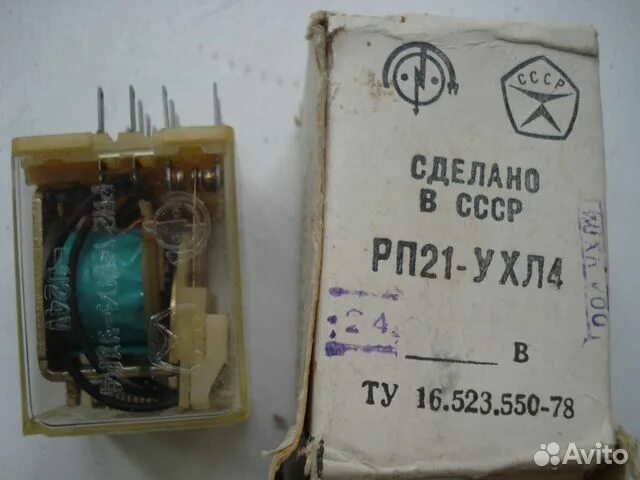 СССР
СДЕЛАНО
В СССР
РП21-УХЛ4
24
В
ТУ 16.523.550-78
Avito